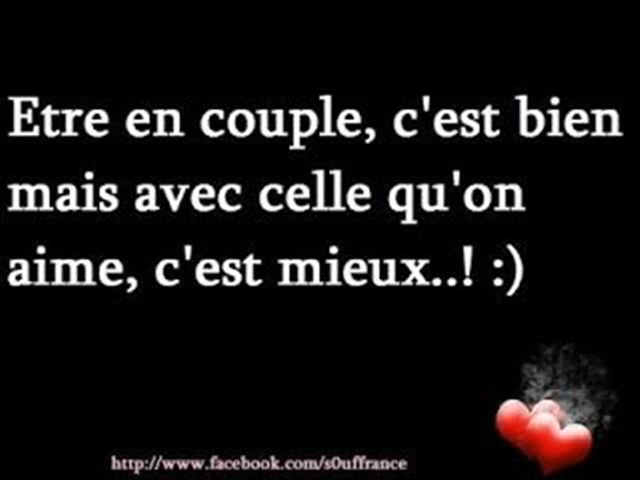 Etre en couple, c'est bien
mais avec celle qu'on
aime, c'est mieux..! :)
http://www.facebook.com/s0uffrance